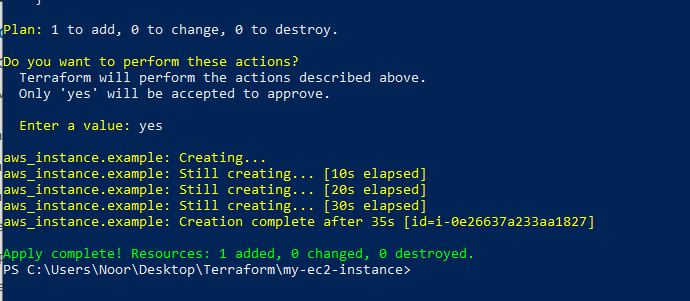 Plan: 1 to add, 0 to change, 0 to destroy.
Do you want to perform these actions?
Terraform will perform the actions described above.
Only 'yes' will be accepted to approve.
Enter a value: yes
aws_instance.example: Creating...
aws_instance.example: Still creating... [10s elapsed]
aws_instance.example: Still creating... [20s elapsed]
aws_instance.example: Still creating... [30s elapsed]
aws_instance.example: Creation complete after 35s [id=i-0e26637a233aa1827]
Apply complete! Resources: 1 added, 0 changed, 0 destroyed.
PS C:\Users\Noor\Desktop\Terraform\my-ec2-instance>